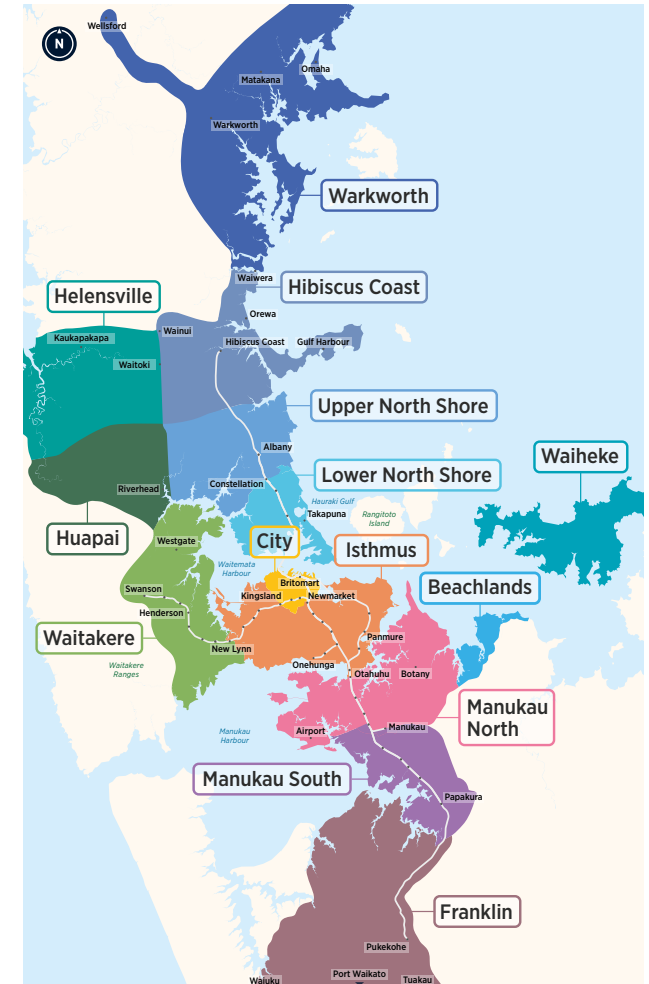 Wellsford
N
Omaha
Matakana
Warkworth
Warkworth
Waiwera
Hibiscus Coast
Helensville
Orewa
Wainui
Kaukapakapa
Hibiscus Coast
Gulf Harbour
Waitoki
Upper North Shore
Albany
Waiheke
Lower North Shore
Constellation
Riverhead
Hauraki Gulf
Takapuna
Rangitoto
Island
Huapai
Westgate
City
Isthmus
Waitemata
Harbour
Britomart
Beachlands
Swanson
Kingsland
Newmarket
Henderson
Waitakere
Panmure
New Lynn
Waitakere
Ranges
Onehunga
Otahuhu
Botany
Manukau
North
Manukau
Harbour
Airport
Manukau
Manukau South
Papakura
Franklin
Pukekohe
Port Waikato
Waiuku
Tuakau